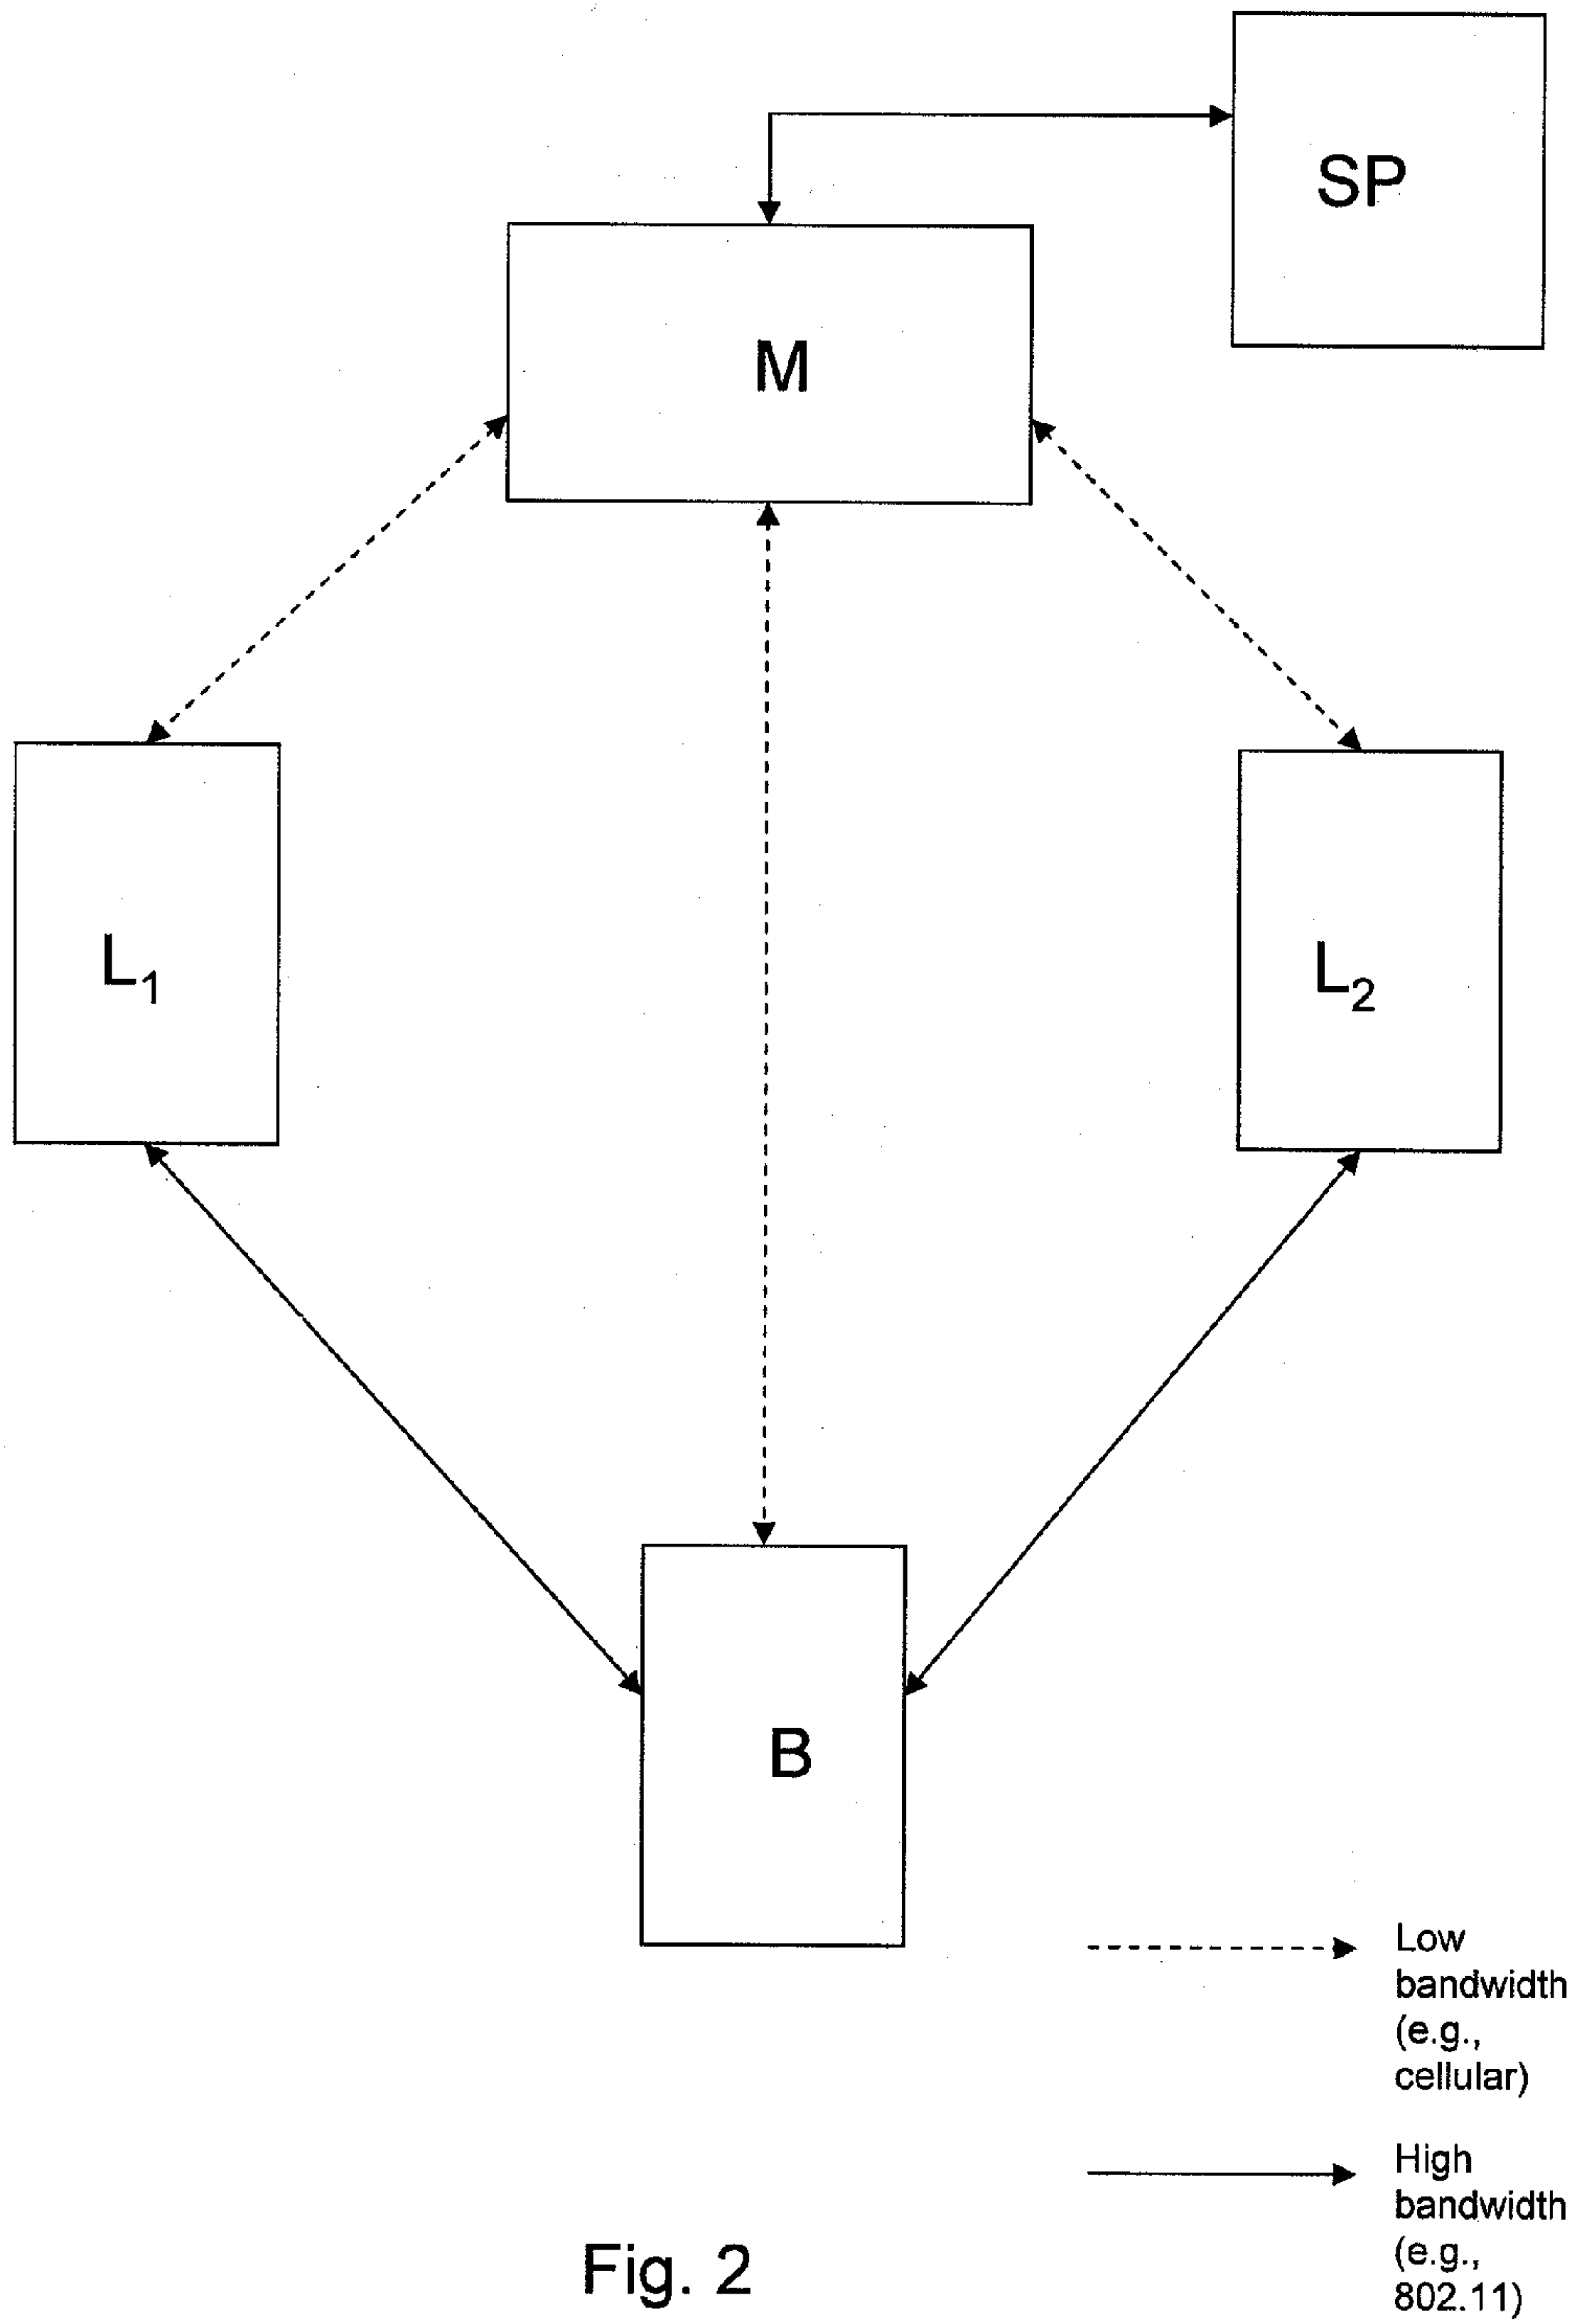 SP
M
L1
L2
B
Low
bandwidth
(e.g.,
cellular)
High
bandwidth
(e.g.,
802.11)
Fig. 2